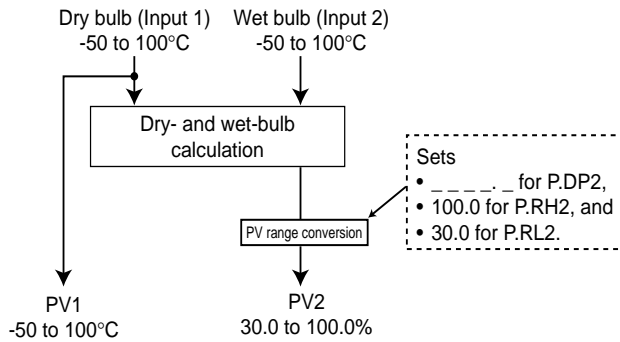 Dry bulb (Input 1)
-50 to 100°C
Wet bulb (Input 2)
-50 to 100°C
Dry- and wet-bulb
calculation
Sets
• _ _ _ _. _ for P.DP2,
• 100.0 for P.RH2, and
• 30.0 for P.RL2.
PV range conversion
PV1
-50 to 100°C
PV2
30.0 to 100.0%